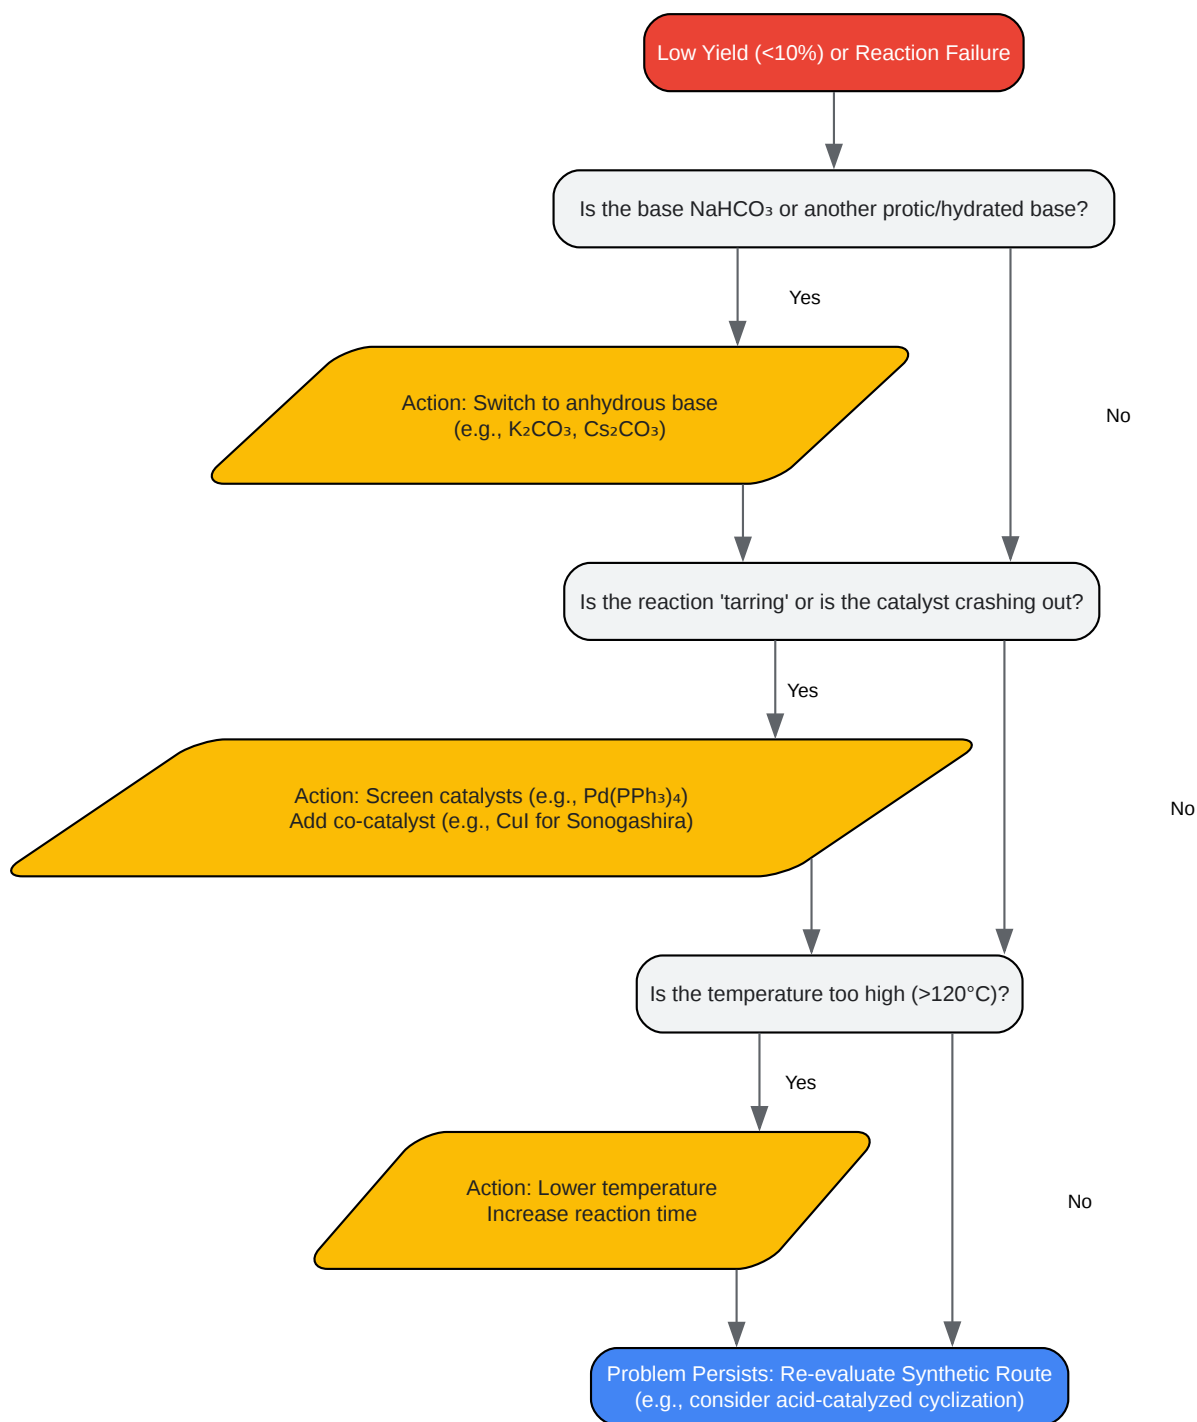 Low Yield (<10%) or Reaction Failure
Is the base NaHCO₃ or another protic/hydrated base?
Yes
Action: Switch to anhydrous base
(e.g., K₂CO₃, Cs₂CO₃)
No
Is the reaction 'tarring' or is the catalyst crashing out?
Yes
Action: Screen catalysts (e.g., Pd(PPh₃)₄)
Add co-catalyst (e.g., CuI for Sonogashira)
No
Is the temperature too high (>120°C)?
Yes
Action: Lower temperature
Increase reaction time
No
Problem Persists: Re-evaluate Synthetic Route
(e.g., consider acid-catalyzed cyclization)